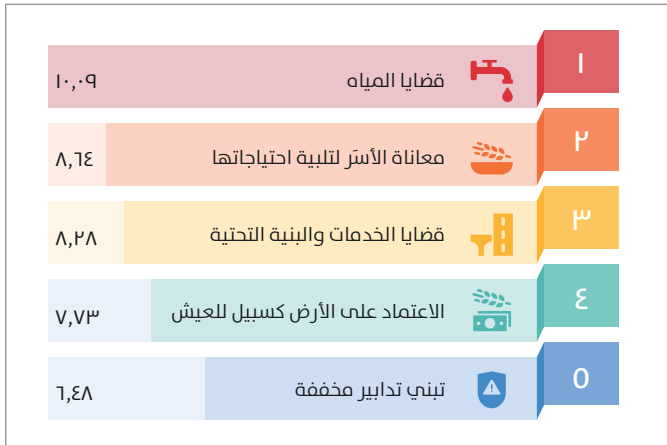 ١
قضايا المياه
١٠,٠٩
٢
معاناة الأسَر لتلبية احتياجاتها
٨,٦٤
٣
قضايا الخدمات والبنية التحتية
٨,٢٨
٤
الاعتماد على الأرض كسبيل للعيش
٧,٧٣
٥
تبني تدابير مخففة
٦,٤٨